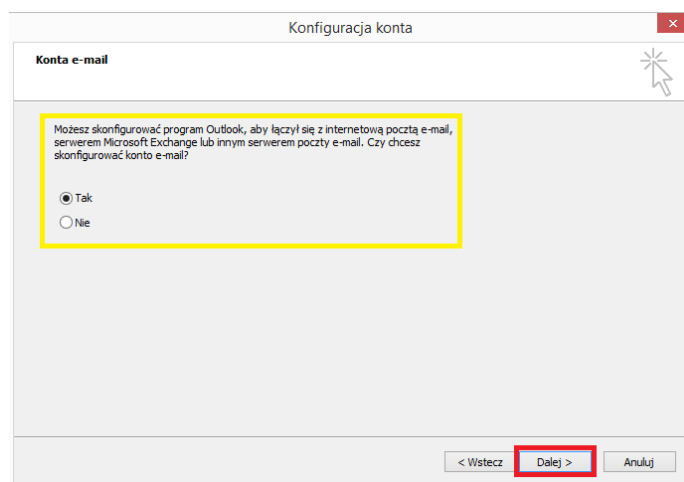 Konfiguracja konta
Konta e-mail
Możesz skonfigurować program Outlook, aby łączył się z internetową pocztą e-mail,
serwerem Microsoft Exchange lub innym serwerem poczty e-mail. Czy chcesz
skonfigurować konto e-mail?
Tak
Nie
< Wstecz Dalej > Anuluj